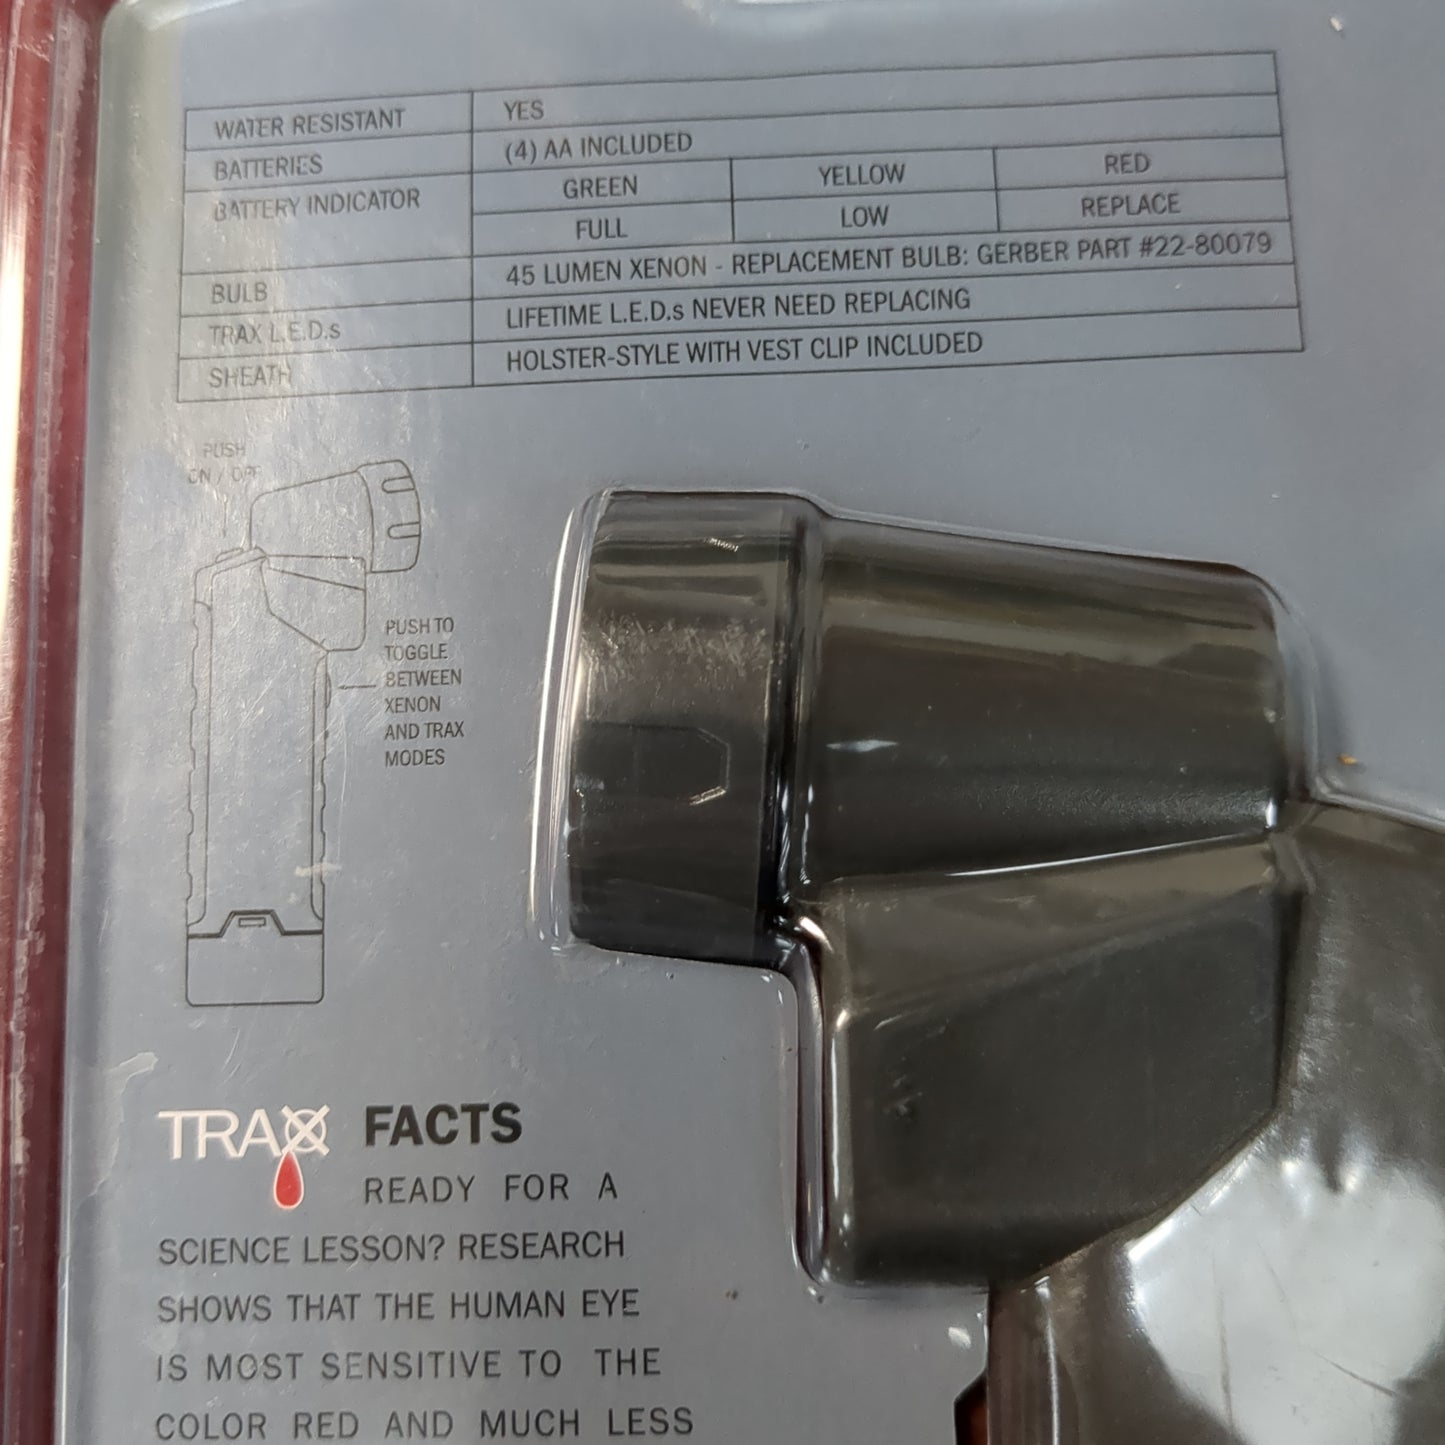 WATER RESISTANT YES
BATTERIES (4) AA INCLUDED
BATTERY INDICATOR GREEN YELLOW RED
FULL LOW REPLACE
BULB 45 LUMEN XENON - REPLACEMENT BULB: GERBER PART #22-80079
TRAX L.E.D.s LIFETIME L.E.D.s NEVER NEED REPLACING
SHEATH HOLSTER-STYLE WITH VEST CLIP INCLUDED
PUSH
ON / OFF
PUSH TO
TOGGLE
BETWEEN
XENON
AND TRAX
MODES
TRAX FACTS
READY FOR A
SCIENCE LESSON? RESEARCH
SHOWS THAT THE HUMAN EYE
IS MOST SENSITIVE TO THE
COLOR RED AND MUCH LESS